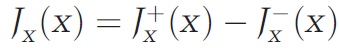 J_X(x) = J_X^+(x) − J_X^−(x)